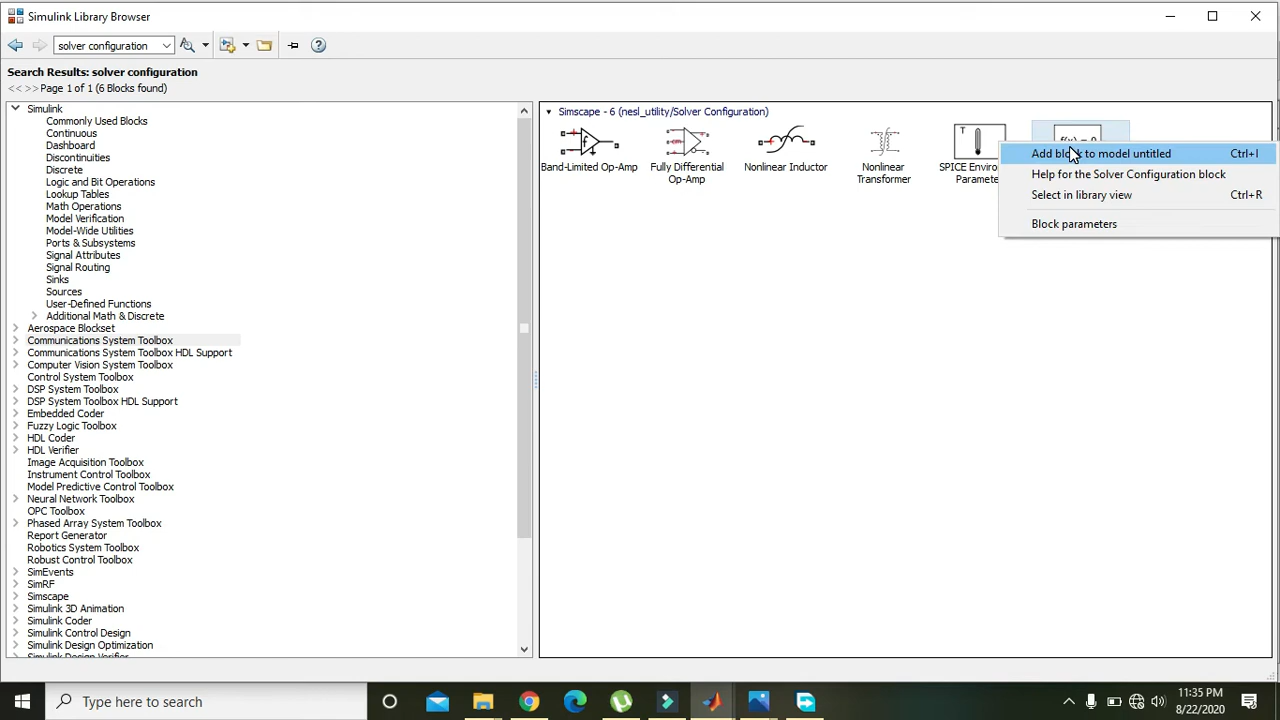 Simulink Library Browser
solver configuration
Search Results: solver configuration
<< >> Page 1 of 1 (6 Blocks found)
Simulink
Commonly Used Blocks
Continuous
Dashboard
Discontinuities
Discrete
Logic and Bit Operations
Lookup Tables
Math Operations
Model Verification
Model-Wide Utilities
Ports & Subsystems
Signal Attributes
Signal Routing
Sinks
Sources
User-Defined Functions
Additional Math & Discrete
Aerospace Blockset
Communications System Toolbox
Communications System Toolbox HDL Support
Computer Vision System Toolbox
Control System Toolbox
DSP System Toolbox
DSP System Toolbox HDL Support
Embedded Coder
Fuzzy Logic Toolbox
HDL Coder
HDL Verifier
Image Acquisition Toolbox
Instrument Control Toolbox
Model Predictive Control Toolbox
Neural Network Toolbox
OPC Toolbox
Phased Array System Toolbox
Report Generator
Robotics System Toolbox
Robust Control Toolbox
SimEvents
SimRF
Simscape
Simulink 3D Animation
Simulink Coder
Simulink Control Design
Simulink Design Optimization
Simulink Design Verifier
Simscape - 6 (nesl_utility/Solver Configuration)
Band-Limited Op-Amp
Fully Differential
Op-Amp
Nonlinear Inductor
Nonlinear
Transformer
T
SPICE Enviro
Paramete
f(x) = 0
Add block to model untitled Ctrl+I
Help for the Solver Configuration block
Select in library view Ctrl+R
Block parameters
Type here to search
11:35 PM
8/22/2020